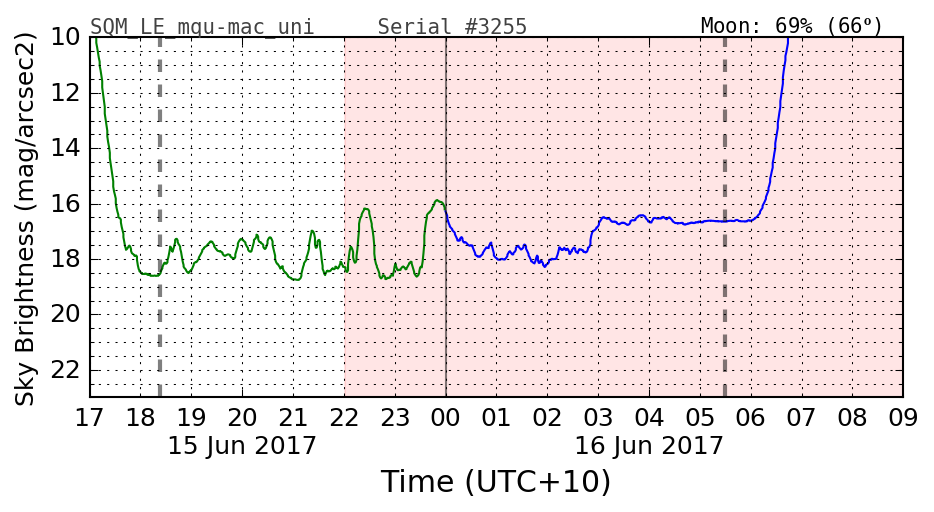 SQM_LE_mqu-mac_uni Serial #3255 Moon: 69% (66°)
Sky Brightness (mag/arcsec2)
10
12
14
16
18
20
22
17 18 19 20 21 22 23 00 01 02 03 04 05 06 07 08 09
15 Jun 2017 16 Jun 2017
Time (UTC+10)